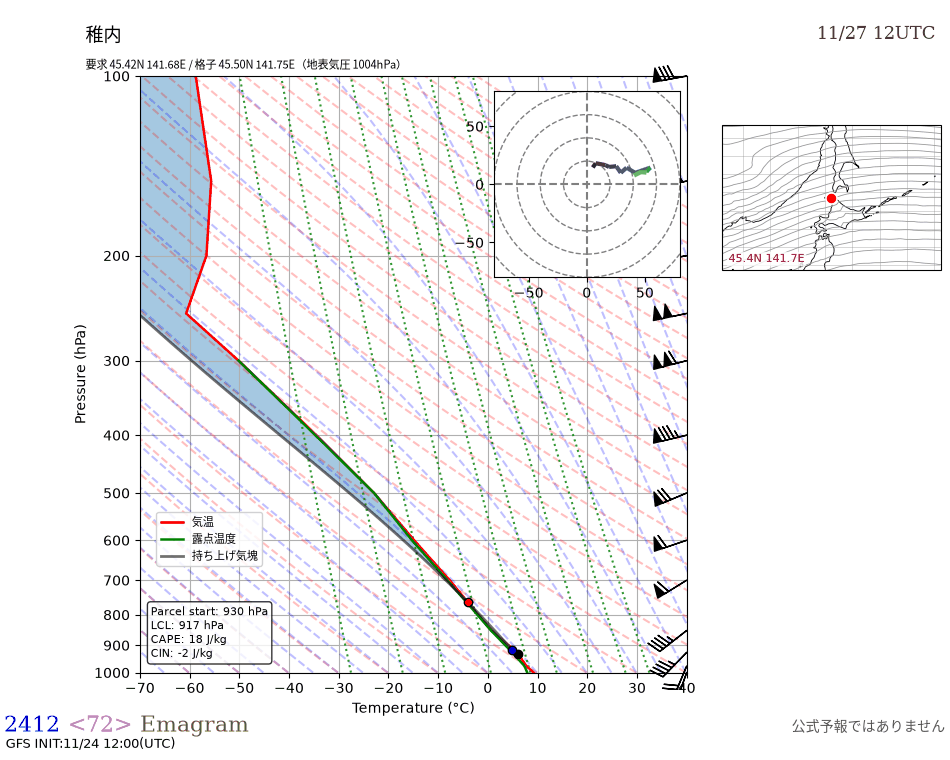 稚内
11/27 12UTC
要求 45.42N 141.68E / 格子 45.50N 141.75E（地表気圧 1004hPa）
100
200
300
400
500
600
700
800
900
1000
Pressure (hPa)
50
0
−50
−50 0 50
45.4N 141.7E
気温
露点温度
持ち上げ気塊
Parcel start: 930 hPa
LCL: 917 hPa
CAPE: 18 J/kg
CIN: -2 J/kg
−70 −60 −50 −40 −30 −20 −10 0 10 20 30 40
Temperature (°C)
2412 <72> Emagram
公式予報ではありません
GFS INIT:11/24 12:00(UTC)